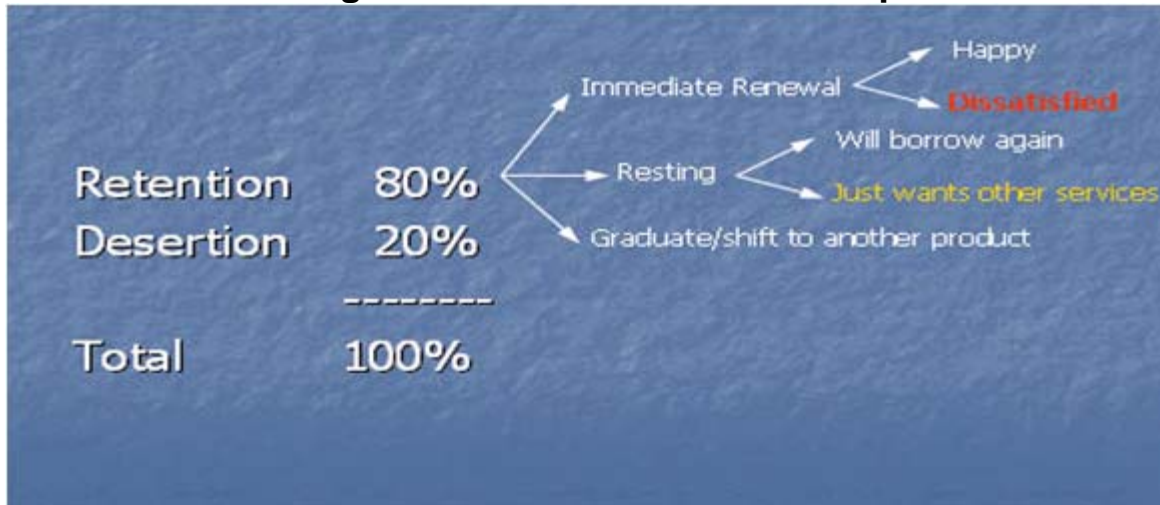 Happy
Immediate Renewal
Dissatisfied
Will borrow again
Retention 80%
Resting
Just wants other services
Desertion 20%
Graduate/shift to another product
--------
Total 100%